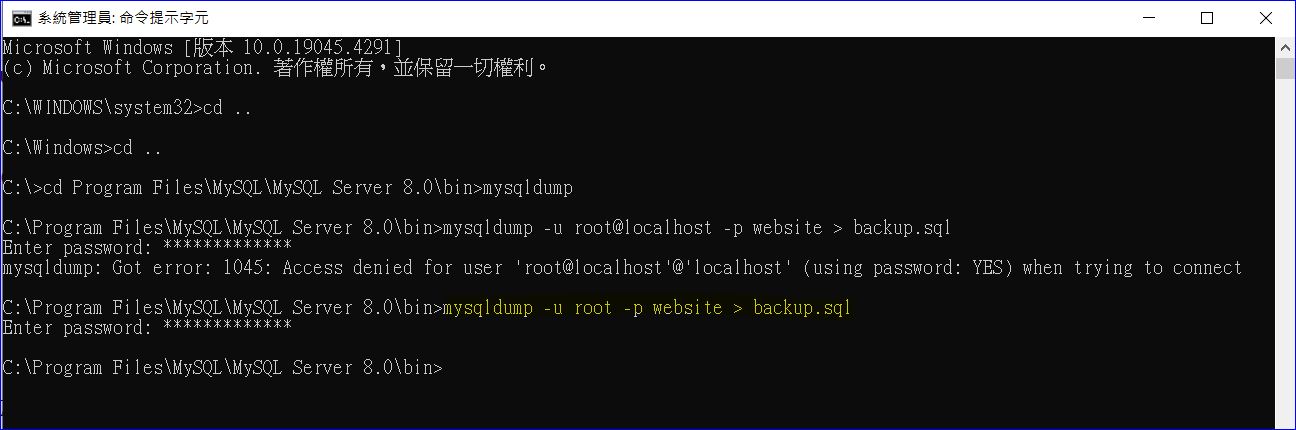 系統管理員: 命令提示字元
Microsoft Windows [版本 10.0.19045.4291]
(c) Microsoft Corporation. 著作權所有，並保留一切權利。
C:\WINDOWS\system32>cd ..
C:\Windows>cd ..
C:\>cd Program Files\MySQL\MySQL Server 8.0\bin>mysqldump
C:\Program Files\MySQL\MySQL Server 8.0\bin>mysqldump -u root@localhost -p website > backup.sql
Enter password: *************
mysqldump: Got error: 1045: Access denied for user 'root@localhost'@'localhost' (using password: YES) when trying to connect
C:\Program Files\MySQL\MySQL Server 8.0\bin>mysqldump -u root -p website > backup.sql
Enter password: *************
C:\Program Files\MySQL\MySQL Server 8.0\bin>